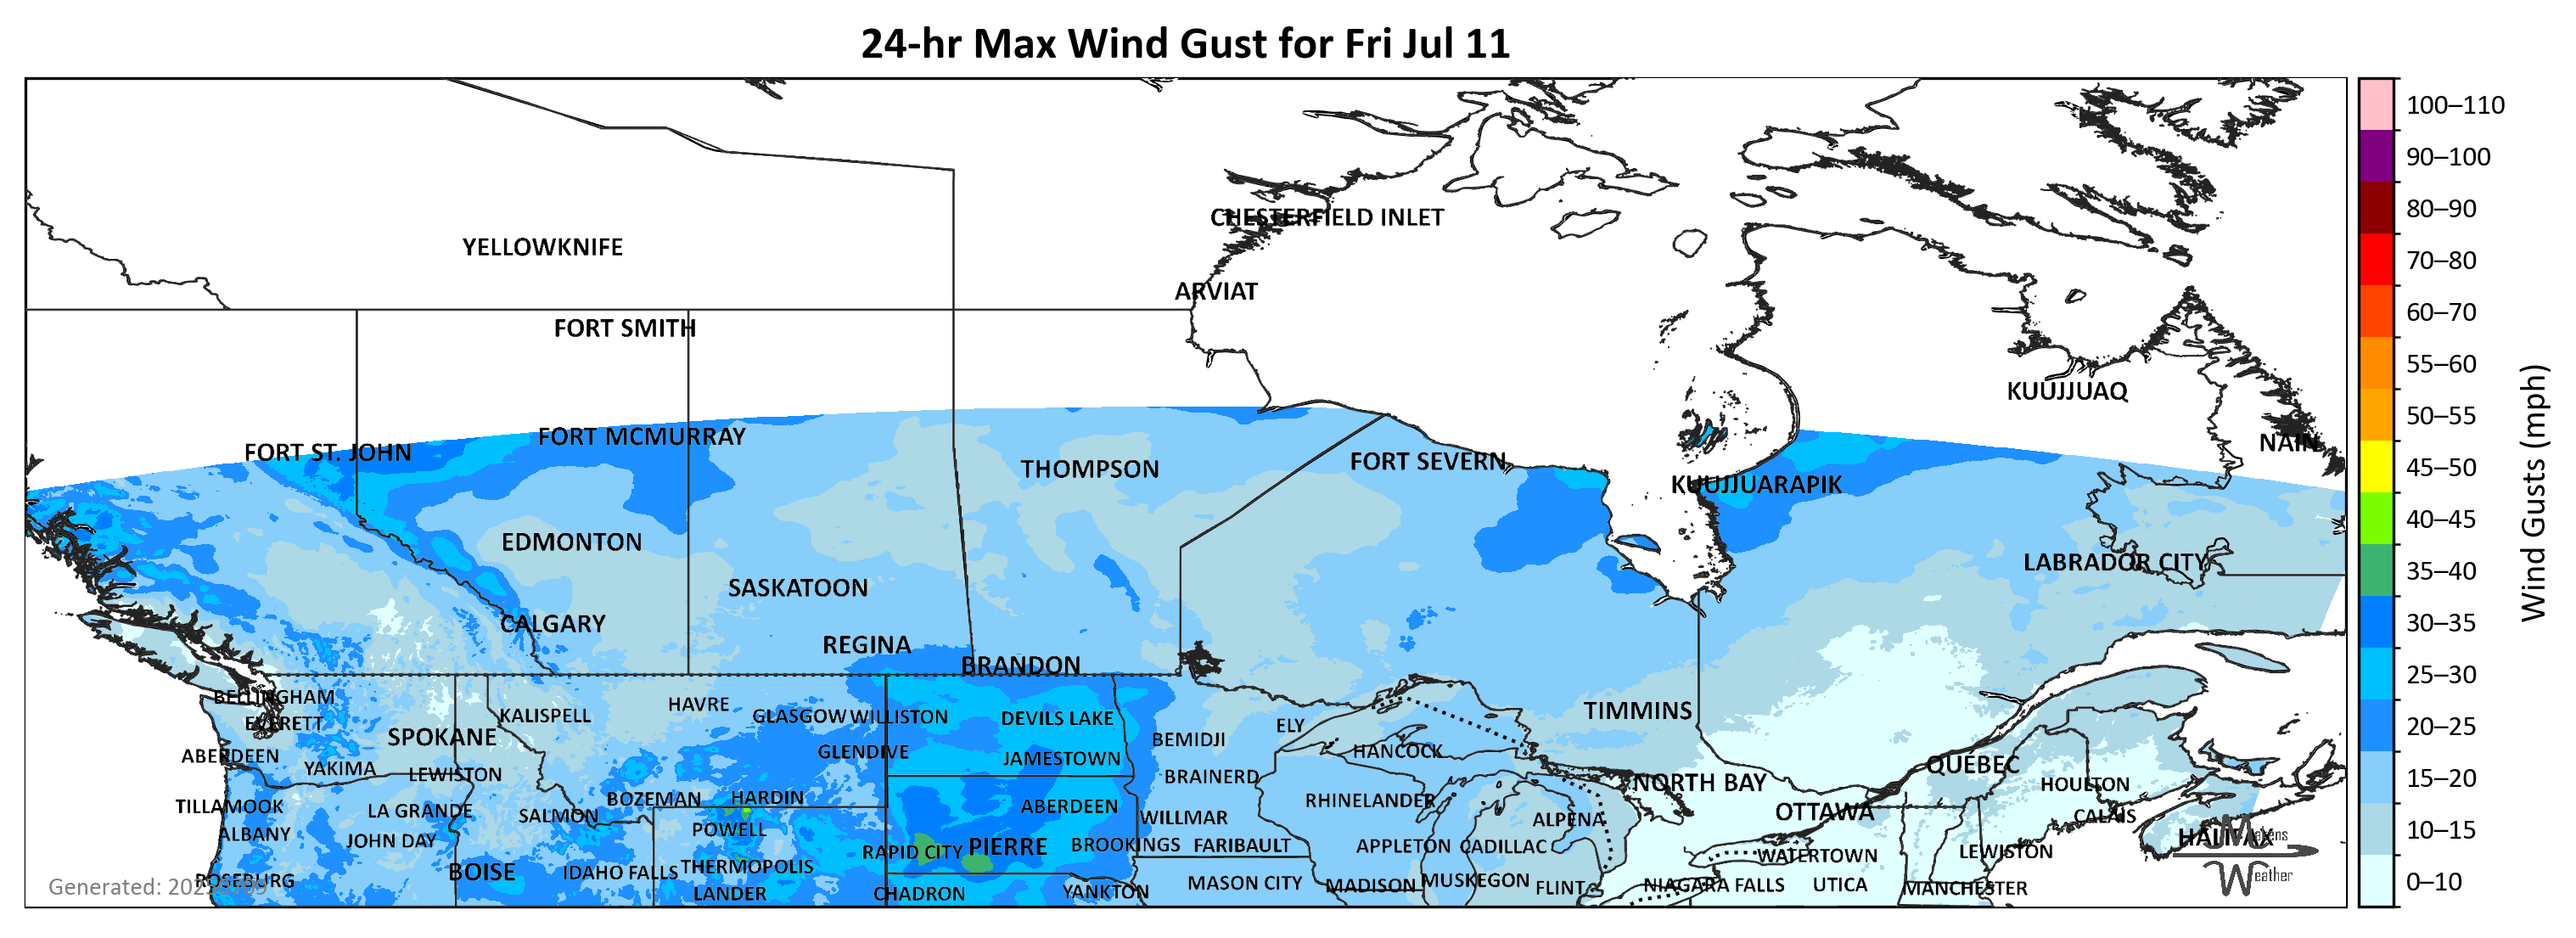 24-hr Max Wind Gust for Fri Jul 11
100–110
90–100
80–90
70–80
60–70
55–60
50–55
45–50
40–45
35–40
30–35
25–30
20–25
15–20
10–15
0–10
Wind Gusts (mph)
CHESTERFIELD INLET
YELLOWKNIFE
ARVIAT
FORT SMITH
KUUJJUAQ
FORT MCMURRAY
NAIN
FORT ST. JOHN
FORT SEVERN
THOMPSON
KUUJJUARAPIK
EDMONTON
LABRADOR CITY
SASKATOON
CALGARY
REGINA
BRANDON
BELLINGHAM
HAVRE
KALISPELL
GLASGOW
WILLISTON
DEVILS LAKE
TIMMINS
EVERETT
ELY
SPOKANE
BEMIDJI
HANCOCK
GLENDIVE
ABERDEEN
JAMESTOWN
QUEBEC
YAKIMA
LEWISTON
BRAINERD
NORTH BAY
HOULTON
BOZEMAN
HARDIN
RHINELANDER
TILLAMOOK
LA GRANDE
ABERDEEN
SALMON
WILLMAR
OTTAWA
CALAIS
ALPENA
POWELL
ALBANY
HALIFAX
Makens
JOHN DAY
RAPID CITY
PIERRE
BROOKINGS
FARIBAULT
APPLETON
CADILLAC
LEWISTON
WATERTOWN
THERMOPOLIS
BOISE
IDAHO FALLS
Weather
ROSEBURG
MASON CITY
MADISON
MUSKEGON
FLINT
NIAGARA FALLS
UTICA
MANCHESTER
Generated:
LANDER
CHADRON
YANKTON